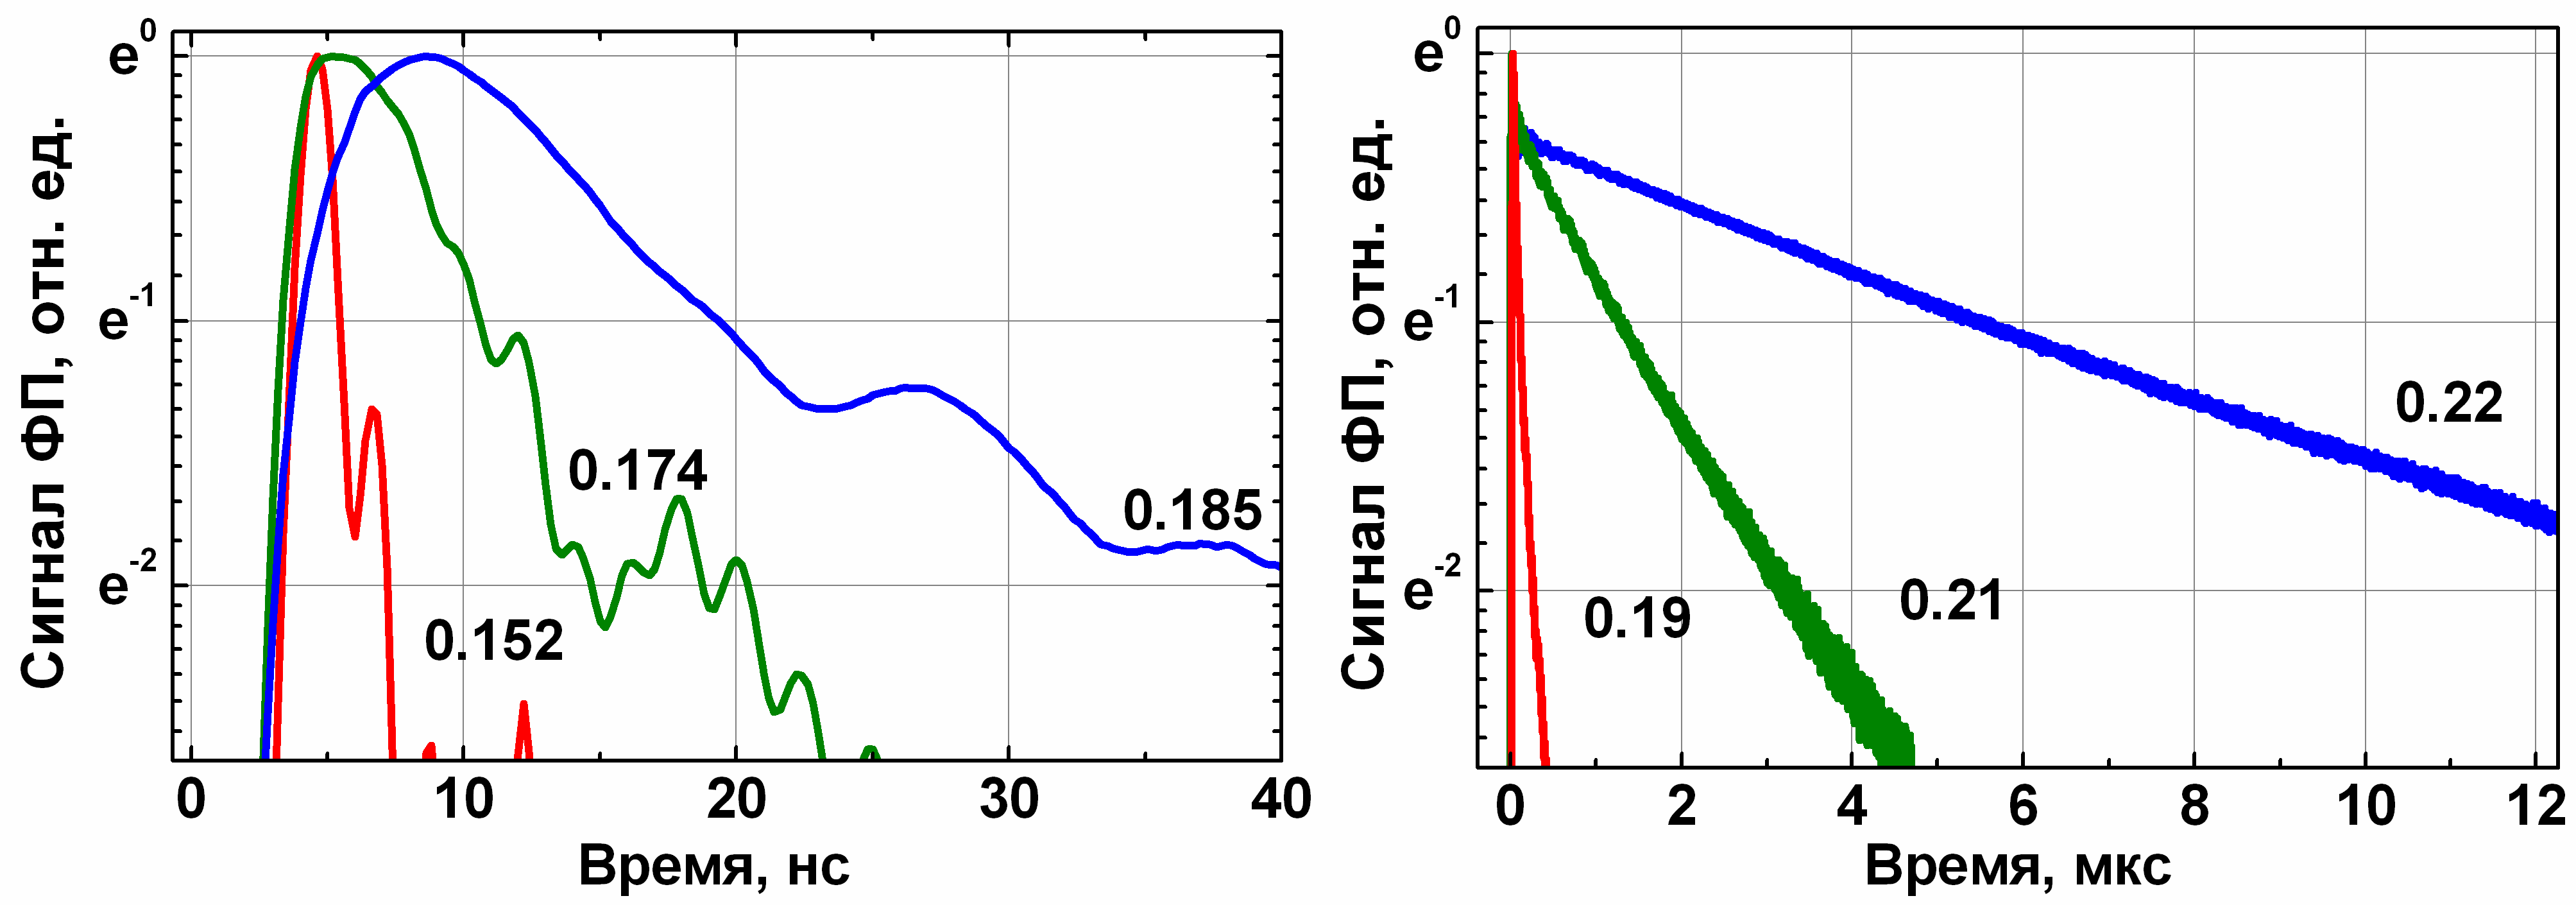 Сигнал ФП, отн. ед.
e⁰
e⁻¹
e⁻²
0.174
0.185
0.152
0 10 20 30 40
Время, нс
Сигнал ФП, отн. ед.
e⁰
e⁻¹
e⁻²
0.22
0.21
0.19
0 2 4 6 8 10 12
Время, мкс